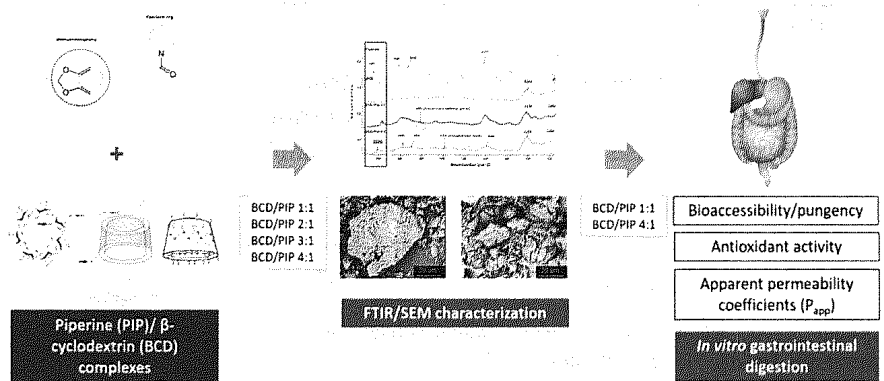 N
O
O
O
+
Piperine (PIP)/ β-
cyclodextrin (BCD)
complexes
BCD/PIP 1:1
BCD/PIP 2:1
BCD/PIP 3:1
BCD/PIP 4:1
FTIR/SEM characterization
BCD/PIP 1:1
BCD/PIP 4:1
Bioaccessibility/pungency
Antioxidant activity
Apparent permeability
coefficients (Papp)
In vitro gastrointestinal
digestion